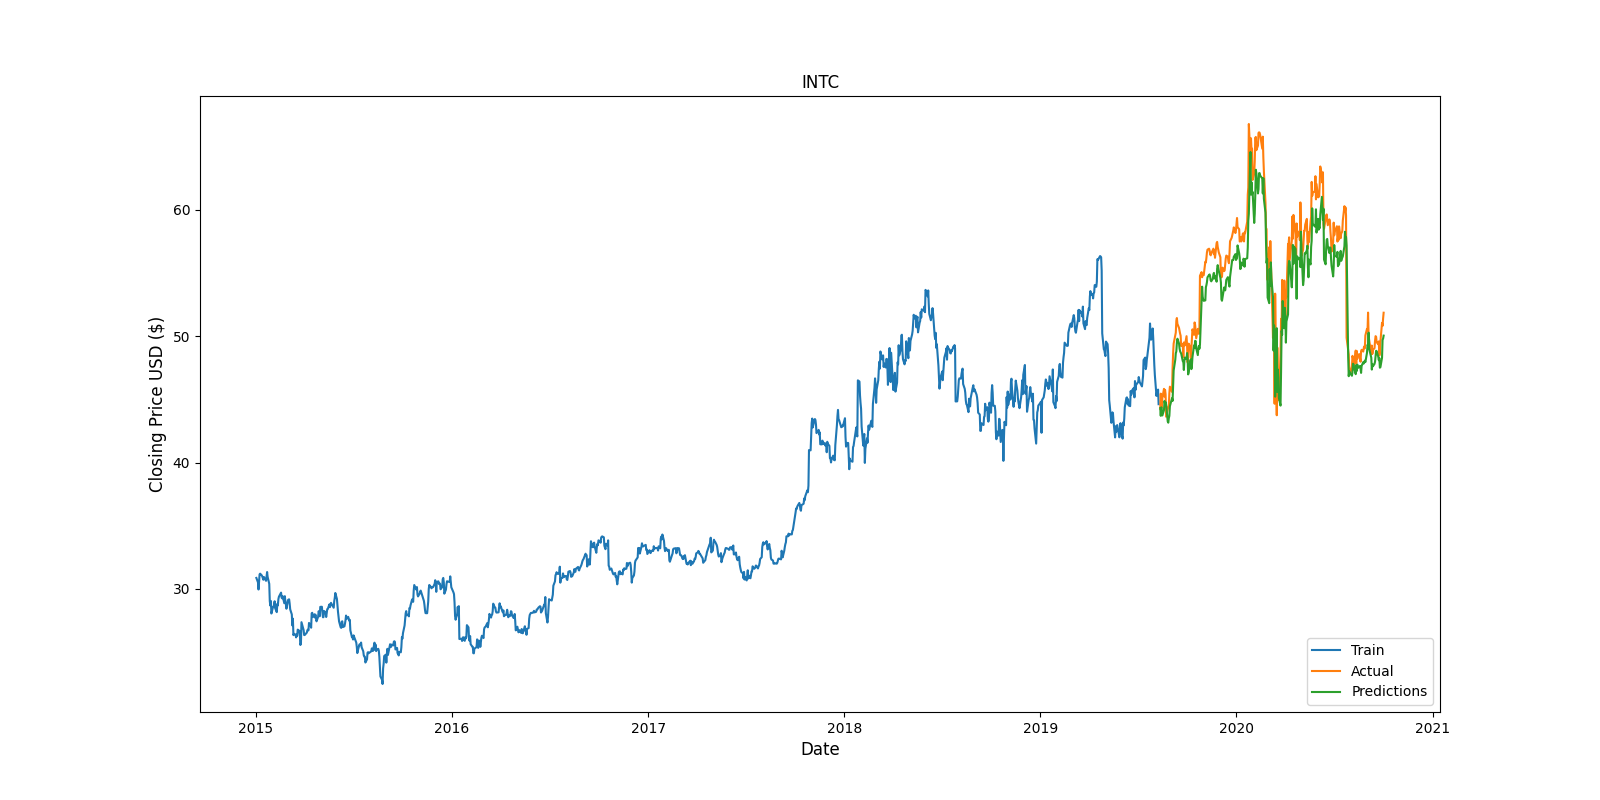 INTC
Closing Price USD ($)
60
50
40
30
2015 2016 2017 2018 2019 2020 2021
Date
Train
Actual
Predictions